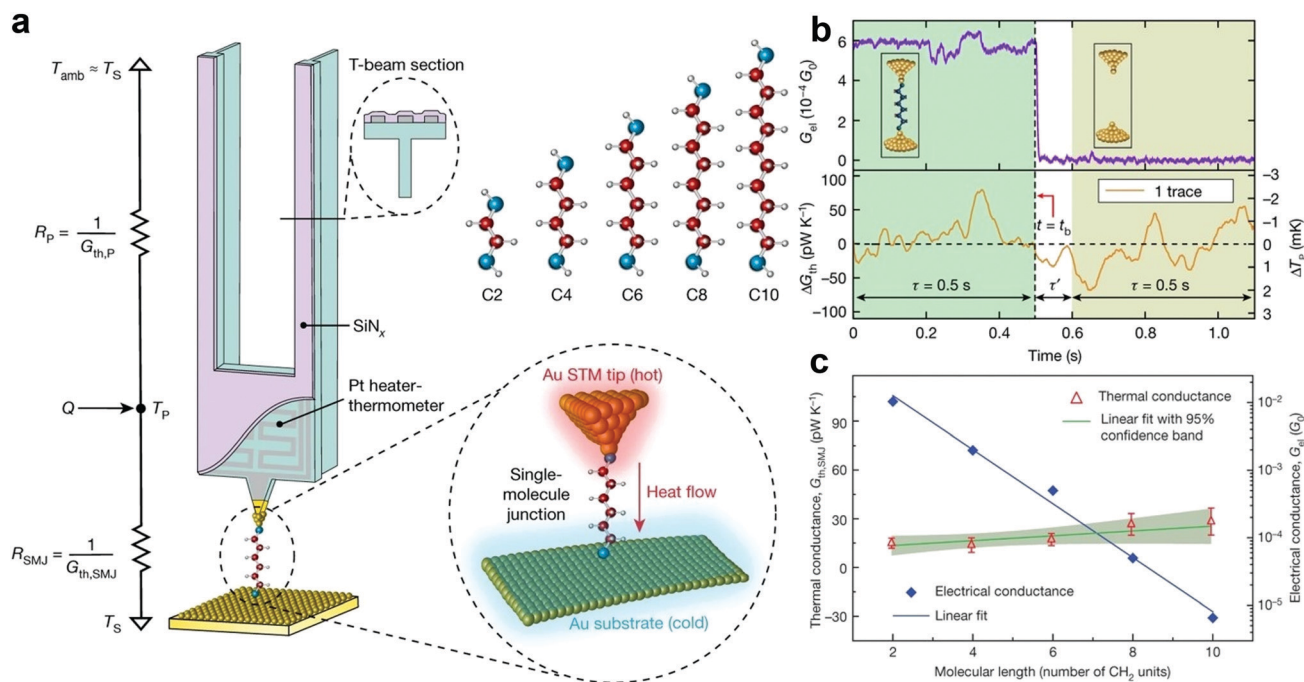 a
T_amb ≈ T_S
T-beam section
R_P = 1/G_th,P
SiN_x
Pt heater-
thermometer
Q
T_P
R_SMJ = 1/G_th,SMJ
T_S
C2 C4 C6 C8 C10
Au STM tip (hot)
Single-
molecule
junction
Heat flow
Au substrate (cold)
b
G_el (10⁻⁴ G_0)
6
4
2
0
ΔG_th (pW K⁻¹)
100
50
0
−50
−100
1 trace
t = t_b
τ = 0.5 s
τ′
τ = 0.5 s
−3
−2
−1
0
1
2
3
ΔT_P (mK)
0 0.2 0.4 0.6 0.8 1.0
Time (s)
c
Thermal conductance, G_th,SMJ (pW K⁻¹)
90
60
30
0
−30
Thermal conductance
Linear fit with 95%
confidence band
Electrical conductance
Linear fit
10⁻²
10⁻³
10⁻⁴
10⁻⁵
Electrical conductance, G_el (G_0)
2 4 6 8 10
Molecular length (number of CH₂ units)